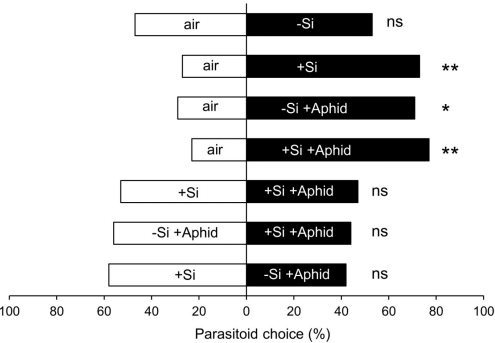 air -Si ns
air +Si **
air -Si +Aphid *
air +Si +Aphid **
+Si +Si +Aphid ns
-Si +Aphid +Si +Aphid ns
+Si -Si +Aphid ns
100 80 60 40 20 0 20 40 60 80 100
Parasitoid choice (%)